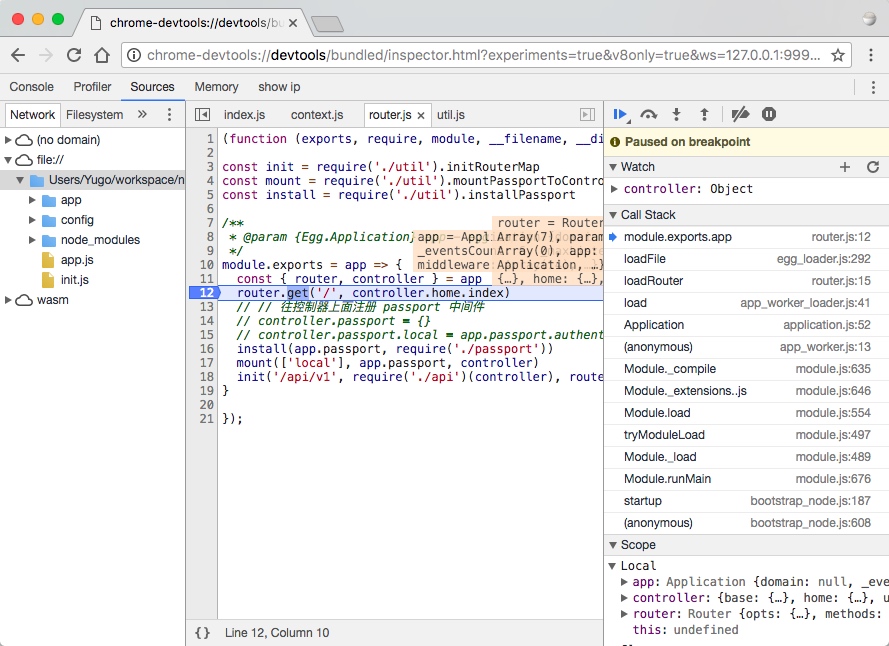 chrome-devtools://devtools/bu
chrome-devtools://devtools/bundled/inspector.html?experiments=true&v8only=true&ws=127.0.0.1:999...
Console Profiler Sources Memory show ip
Network Filesystem »
index.js context.js router.js × util.js
(no domain)
file://
Users/Yugo/workspace/n
app
config
node_modules
app.js
init.js
wasm
1 (function (exports, require, module, __filename, __di
2
3 const init = require('./util').initRouterMap
4 const mount = require('./util').mountPassportToContro
5 const install = require('./util').installPassport
6
7 /** router = Router
8 * @param {Egg.Application} app = Appl Array(7), param
9 */ _eventsCou Array(0), app:
10 module.exports = app => { middleware: Application, …}
11 const { router, controller } = app {…}, home: {…},
12 router.get('/', controller.home.index)
13 // // 往控制器上面注册 passport 中间件
14 // controller.passport = {}
15 // controller.passport.local = app.passport.authent
16 install(app.passport, require('./passport'))
17 mount(['local'], app.passport, controller)
18 init('/api/v1', require('./api')(controller), route
19 }
20
21 });
{} Line 12, Column 10
Paused on breakpoint
Watch
controller: Object
Call Stack
module.exports.app router.js:12
loadFile egg_loader.js:292
loadRouter router.js:15
load app_worker_loader.js:41
Application application.js:52
(anonymous) app_worker.js:13
Module._compile module.js:635
Module._extensions..js module.js:646
Module.load module.js:554
tryModuleLoad module.js:497
Module._load module.js:489
Module.runMain module.js:676
startup bootstrap_node.js:187
(anonymous) bootstrap_node.js:608
Scope
Local
app: Application {domain: null, _eve
controller: {base: {…}, home: {…}, u
router: Router {opts: {…}, methods:
this: undefined